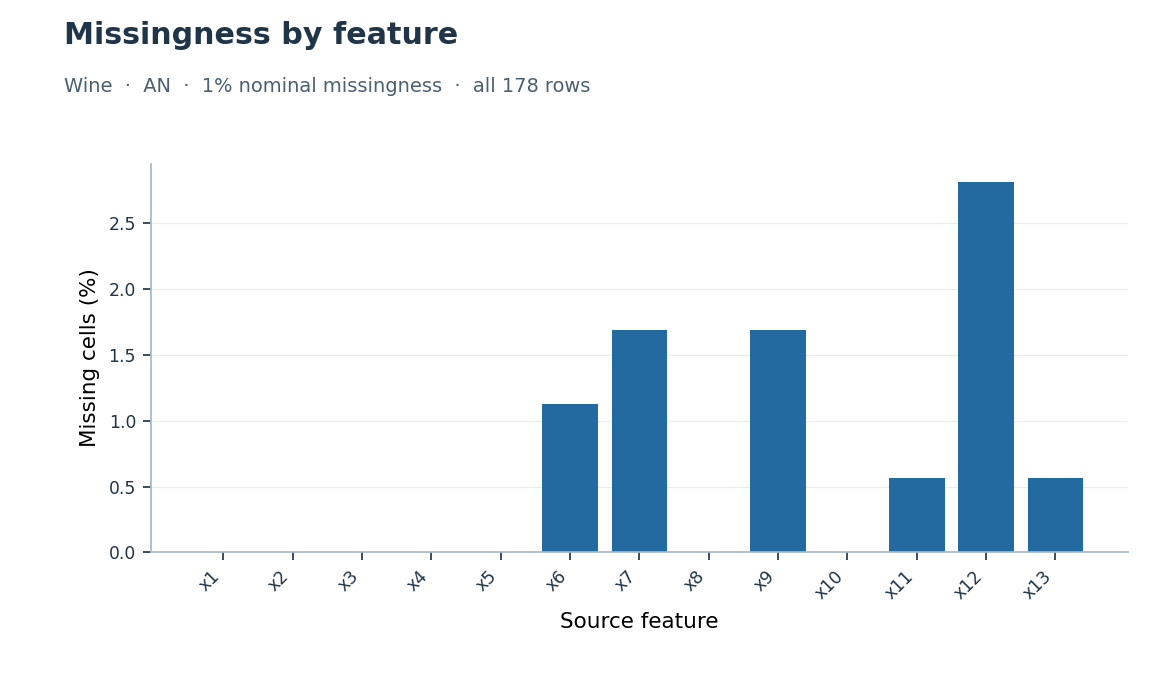 Missingness by feature
Wine · AN · 1% nominal missingness · all 178 rows
Missing cells (%)
2.5
2.0
1.5
1.0
0.5
0.0
x1 x2 x3 x4 x5 x6 x7 x8 x9 x10 x11 x12 x13
Source feature